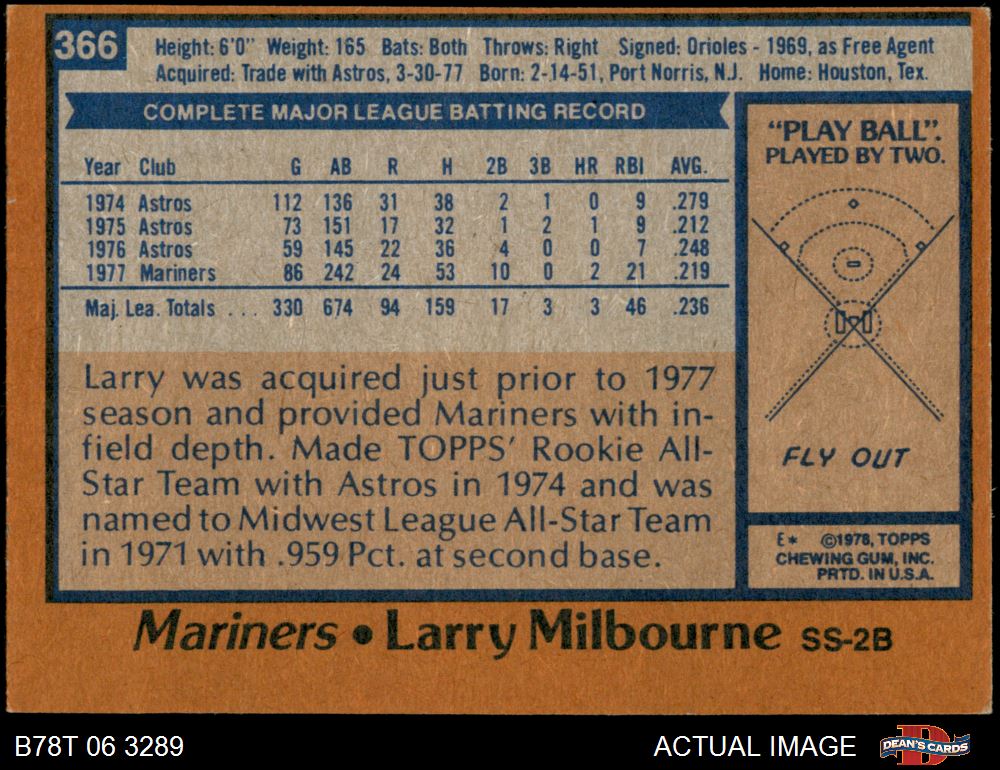 366
Height: 6'0" Weight: 165 Bats: Both Throws: Right Signed: Orioles - 1969, as Free Agent
Acquired: Trade with Astros, 3-30-77 Born: 2-14-51, Port Norris, N.J. Home: Houston, Tex.
COMPLETE MAJOR LEAGUE BATTING RECORD
Year Club G AB R H 2B 3B HR RBI AVG.
1974 Astros 112 136 31 38 2 1 0 9 .279
1975 Astros 73 151 17 32 1 2 1 9 .212
1976 Astros 59 145 22 36 4 0 0 7 .248
1977 Mariners 86 242 24 53 10 0 2 21 .219
Maj. Lea. Totals . . . 330 674 94 159 17 3 3 46 .236
Larry was acquired just prior to 1977
season and provided Mariners with in-
field depth. Made TOPPS' Rookie All-
Star Team with Astros in 1974 and was
named to Midwest League All-Star Team
in 1971 with .959 Pct. at second base.
"PLAY BALL".
PLAYED BY TWO.
FLY OUT
E* ©1978, TOPPS
CHEWING GUM, INC.
PRTD. IN U.S.A.
Mariners • Larry Milbourne SS-2B
B78T 06 3289
ACTUAL IMAGE
D
DEAN'S CARDS